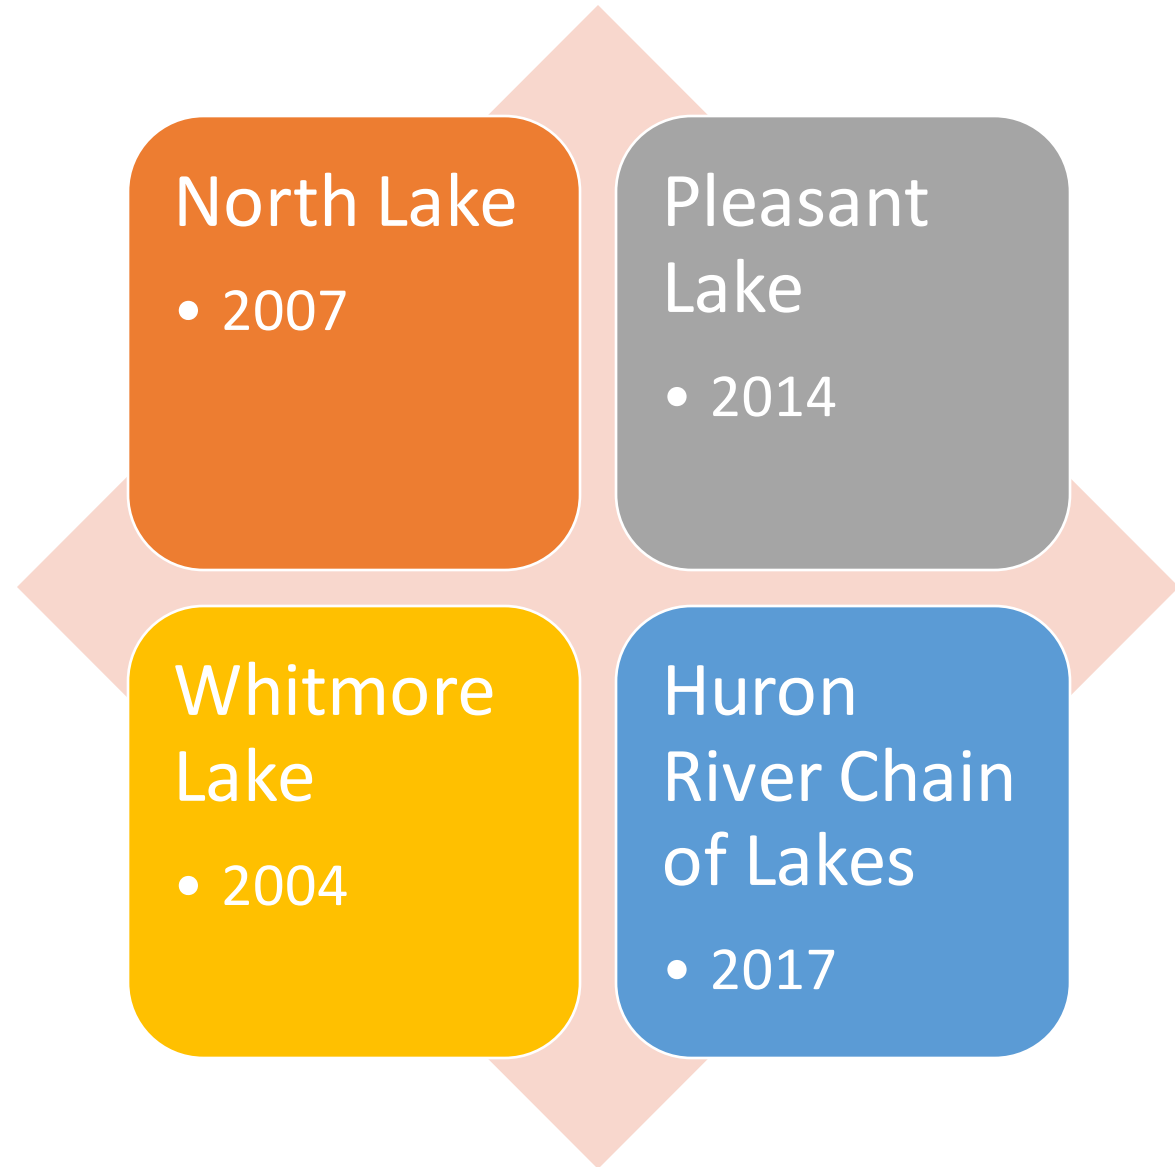 North Lake
• 2007
Pleasant
Lake
• 2014
Whitmore
Lake
• 2004
Huron
River Chain
of Lakes
• 2017